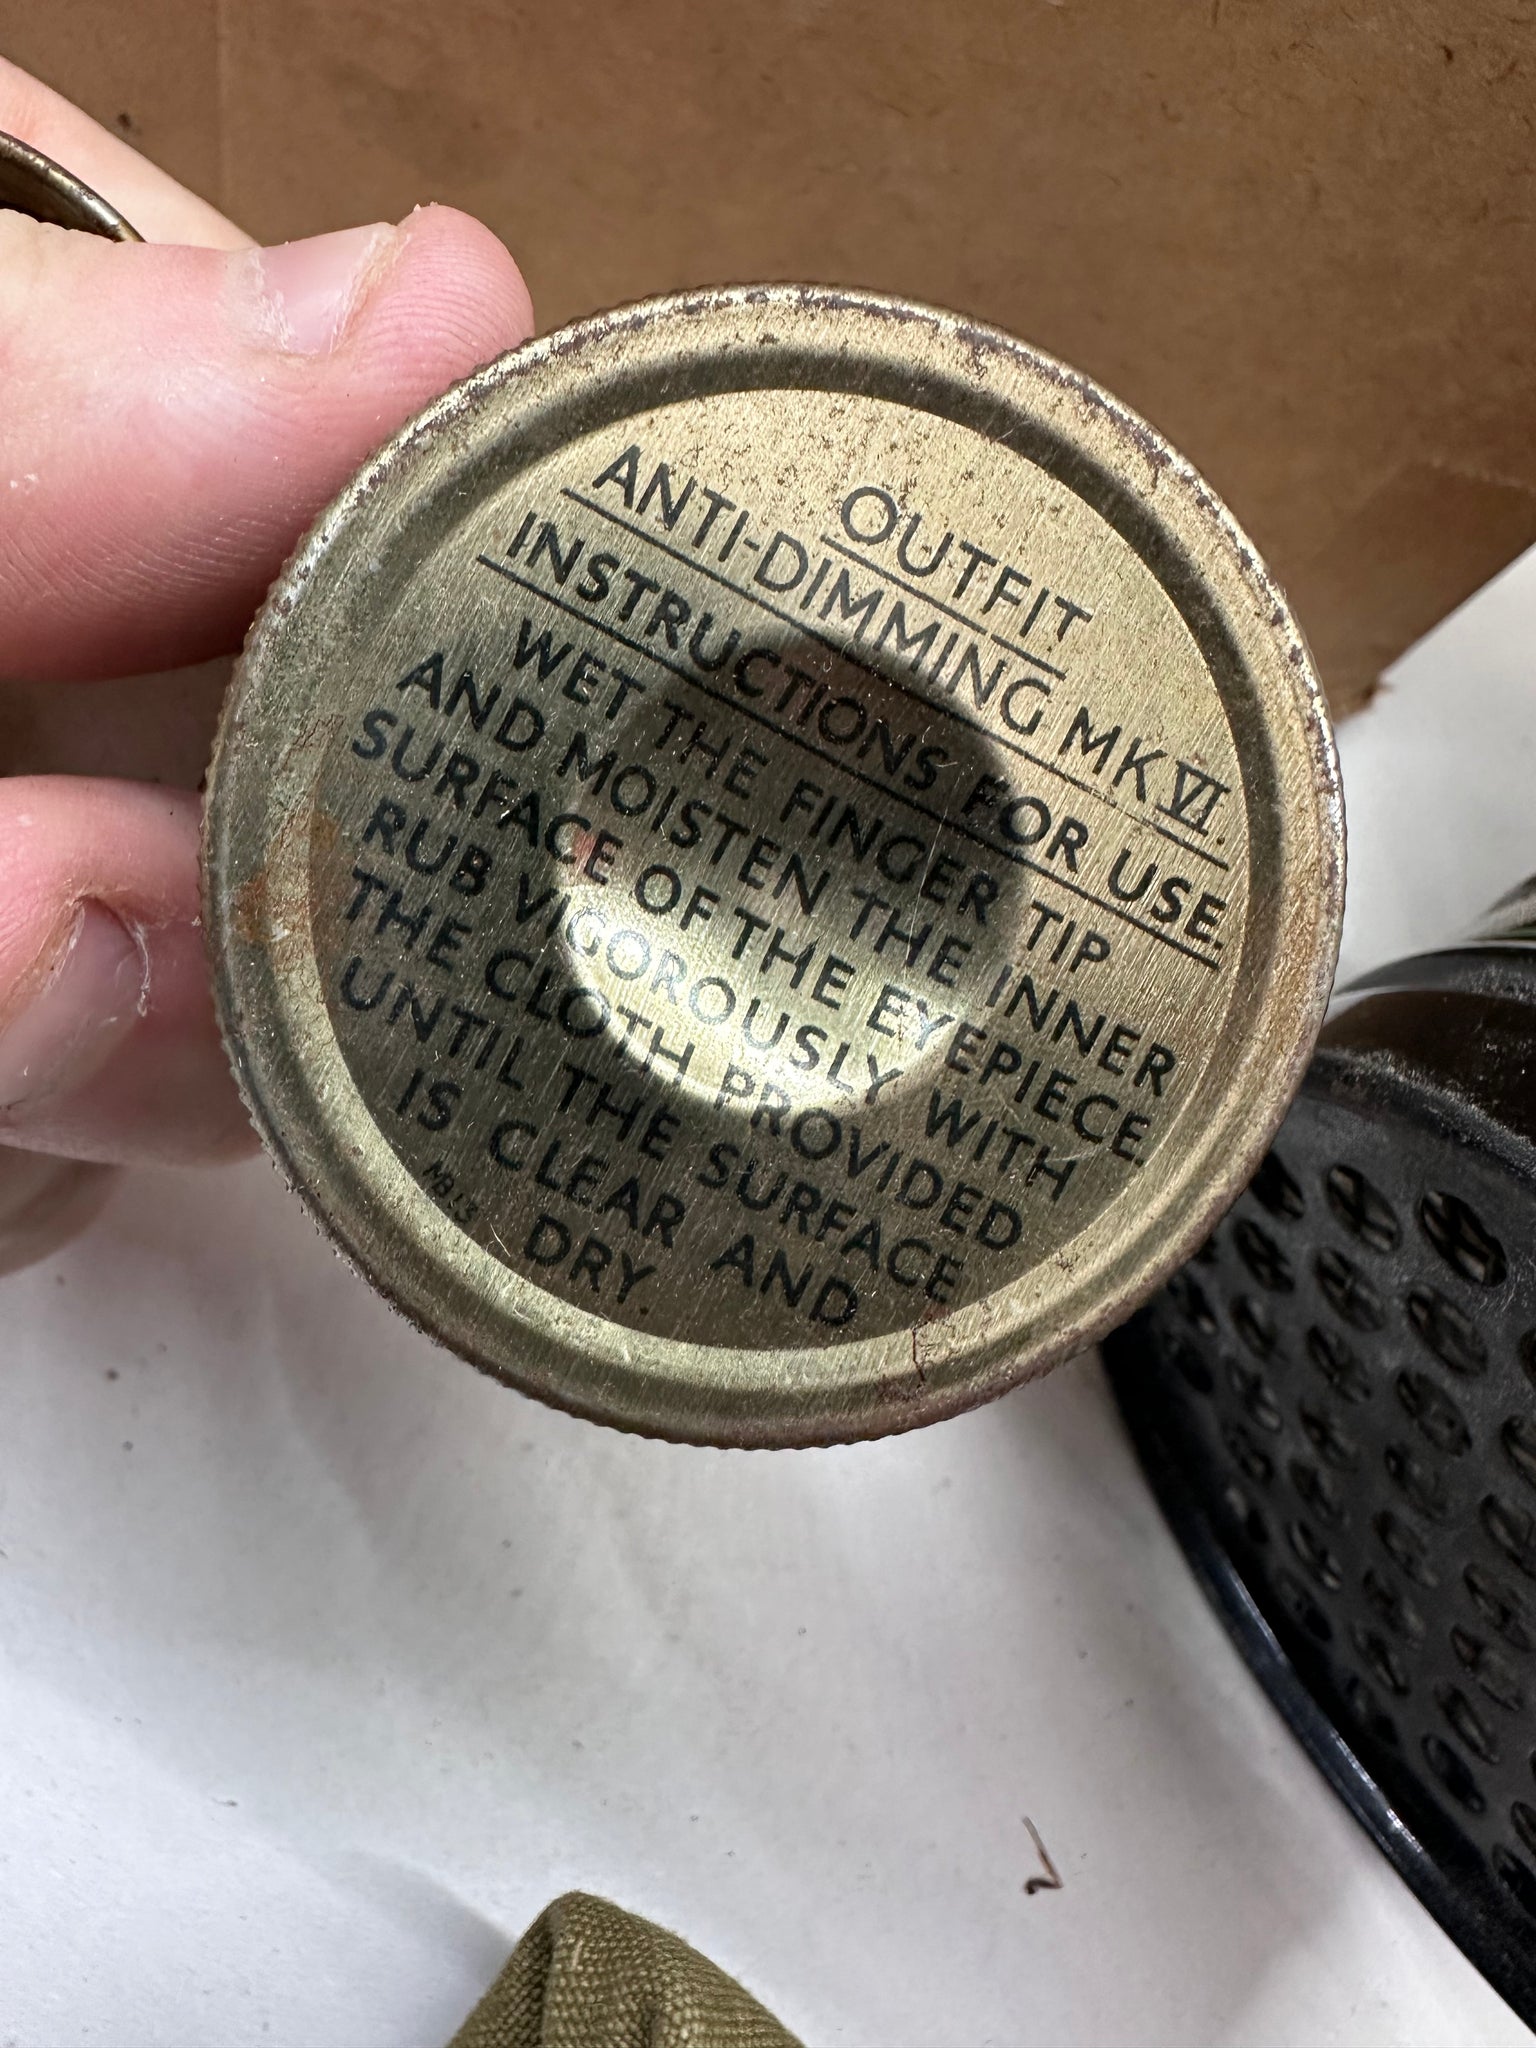 OUTFIT
ANTI-DIMMING MK VI.
INSTRUCTIONS FOR USE.
WET THE FINGER TIP
AND MOISTEN THE INNER
SURFACE OF THE EYEPIECE.
RUB VIGOROUSLY WITH
THE CLOTH PROVIDED
UNTIL THE SURFACE
IS CLEAR AND
DRY.